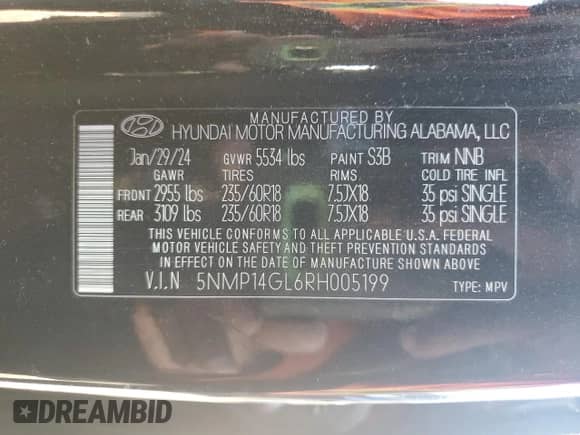 MANUFACTURED BY
HYUNDAI MOTOR MANUFACTURING ALABAMA, LLC
Jan/29/24 GVWR 5534 lbs PAINT S3B TRIM NNB
GAWR TIRES RIMS COLD TIRE INFL
FRONT 2955 lbs 235/60R18 7.5JX18 35 psi SINGLE
REAR 3109 lbs 235/60R18 7.5JX18 35 psi SINGLE
THIS VEHICLE CONFORMS TO ALL APPLICABLE U.S.A. FEDERAL
MOTOR VEHICLE SAFETY AND THEFT PREVENTION STANDARDS
IN EFFECT ON THE DATE OF MANUFACTURE SHOWN ABOVE.
V.I.N 5NMP14GL6RH005199 TYPE: MPV
DREAMBID